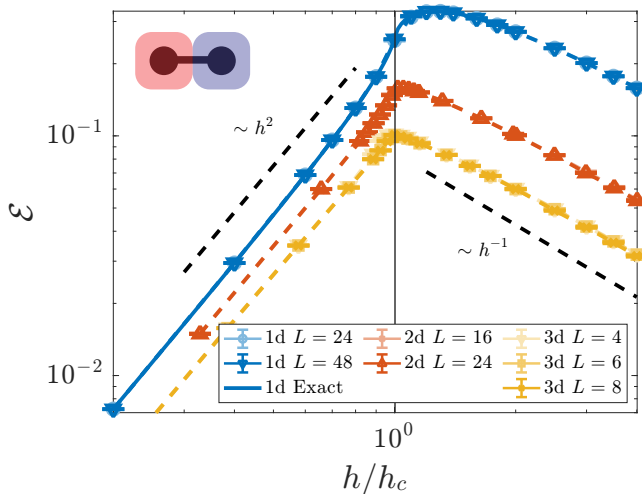 10^{-1}
10^{-2}
\mathcal{E}
∼ h^2
∼ h^{-1}
1d L = 24 2d L = 16 3d L = 4
1d L = 48 2d L = 24 3d L = 6
1d Exact 3d L = 8
10^0
h/h_c